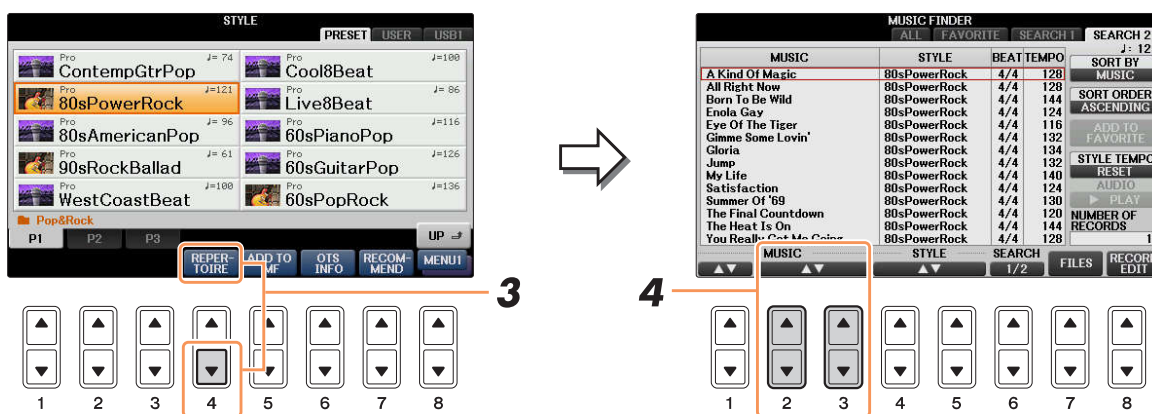 STYLE
PRESET USER USB1
Pro ♩= 74
ContempGtrPop
Pro ♩=100
Cool8Beat
Pro ♩=121
80sPowerRock
Pro ♩= 86
Live8Beat
Pro ♩= 96
80sAmericanPop
Pro ♩=116
60sPianoPop
Pro ♩= 61
90sRockBallad
Pro ♩=126
60sGuitarPop
Pro ♩=100
WestCoastBeat
Pro ♩=136
60sPopRock
Pop&Rock
P1 P2 P3 UP
REPER-
TOIRE
ADD TO
MF
OTS
INFO
RECOM-
MEND
MENU1
3
1 2 3 4 5 6 7 8
MUSIC FINDER
ALL FAVORITE SEARCH 1 SEARCH 2
♩: 12
MUSIC STYLE BEAT TEMPO
A Kind Of Magic 80sPowerRock 4/4 128
All Right Now 80sPowerRock 4/4 128
Born To Be Wild 80sPowerRock 4/4 144
Enola Gay 80sPowerRock 4/4 124
Eye Of The Tiger 80sPowerRock 4/4 116
Gimme Some Lovin' 80sPowerRock 4/4 132
Gloria 80sPowerRock 4/4 134
Jump 80sPowerRock 4/4 132
My Life 80sPowerRock 4/4 140
Satisfaction 80sPowerRock 4/4 124
Summer Of '69 80sPowerRock 4/4 130
The Final Countdown 80sPowerRock 4/4 120
The Heat Is On 80sPowerRock 4/4 144
You Really Got Me Going 80sPowerRock 4/4 128
SORT BY
MUSIC
SORT ORDER
ASCENDING
ADD TO
FAVORITE
STYLE TEMPO
RESET
AUDIO
▶ PLAY
NUMBER OF
RECORDS
1
MUSIC STYLE SEARCH
▲▼ ▲▼ ▲▼ 1/2 FILES
RECORD
EDIT
4
1 2 3 4 5 6 7 8